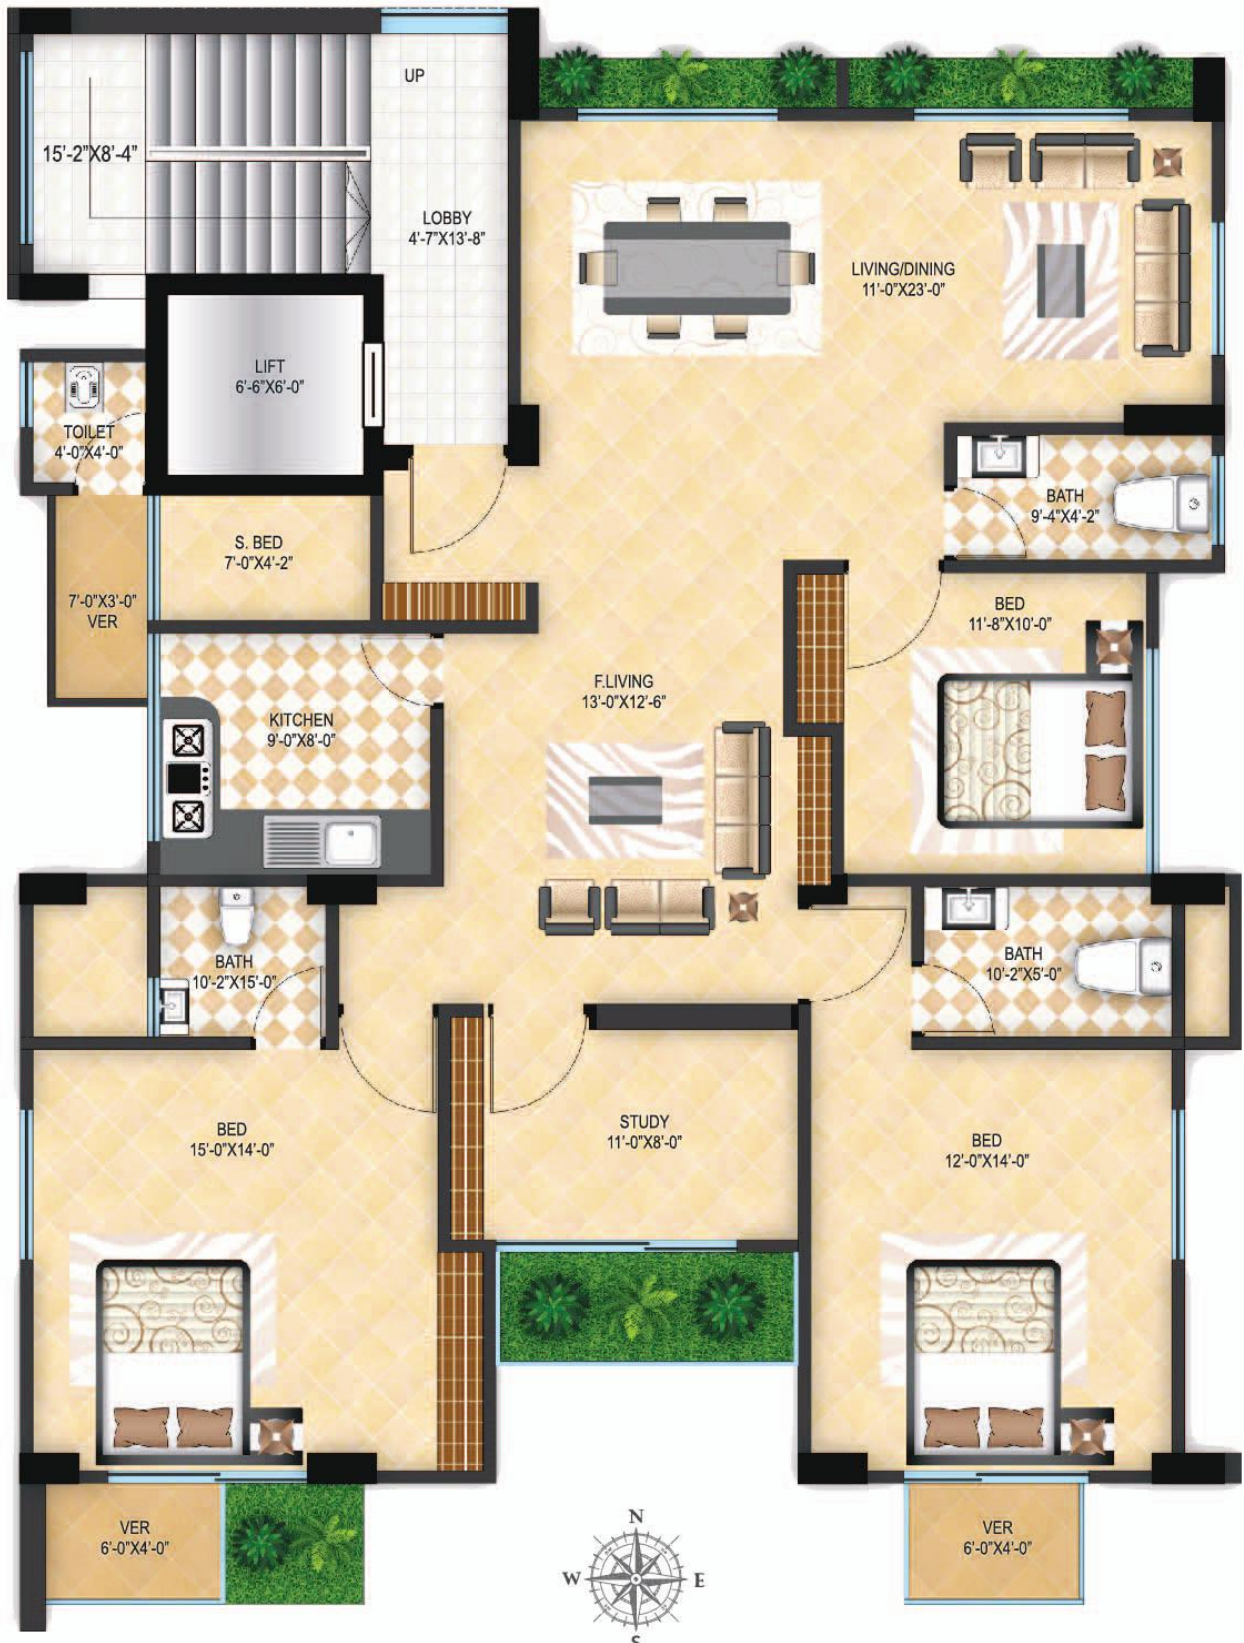 UP
15'-2"X8'-4"
LOBBY
4'-7"X13'-8"
LIVING/DINING
11'-0"X23'-0"
LIFT
6'-6"X6'-0"
TOILET
4'-0"X4'-0"
BATH
9'-4"X4'-2"
S. BED
7'-0"X4'-2"
7'-0"X3'-0"
VER
BED
11'-8"X10'-0"
F.LIVING
13'-0"X12'-6"
KITCHEN
9'-0"X8'-0"
BATH
10'-2"X15'-0"
BATH
10'-2"X5'-0"
BED
15'-0"X14'-0"
STUDY
11'-0"X8'-0"
BED
12'-0"X14'-0"
VER
6'-0"X4'-0"
VER
6'-0"X4'-0"
N
W
E
S